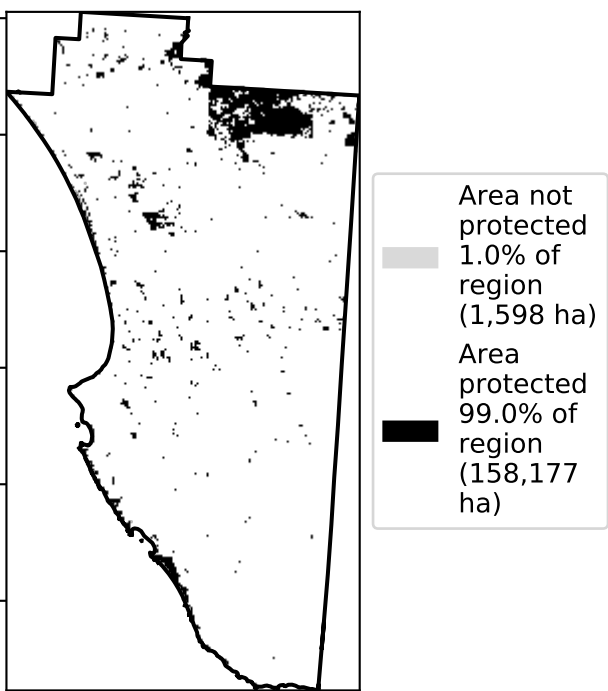 Area not
protected
1.0% of
region
(1,598 ha)
Area
protected
99.0% of
region
(158,177
ha)